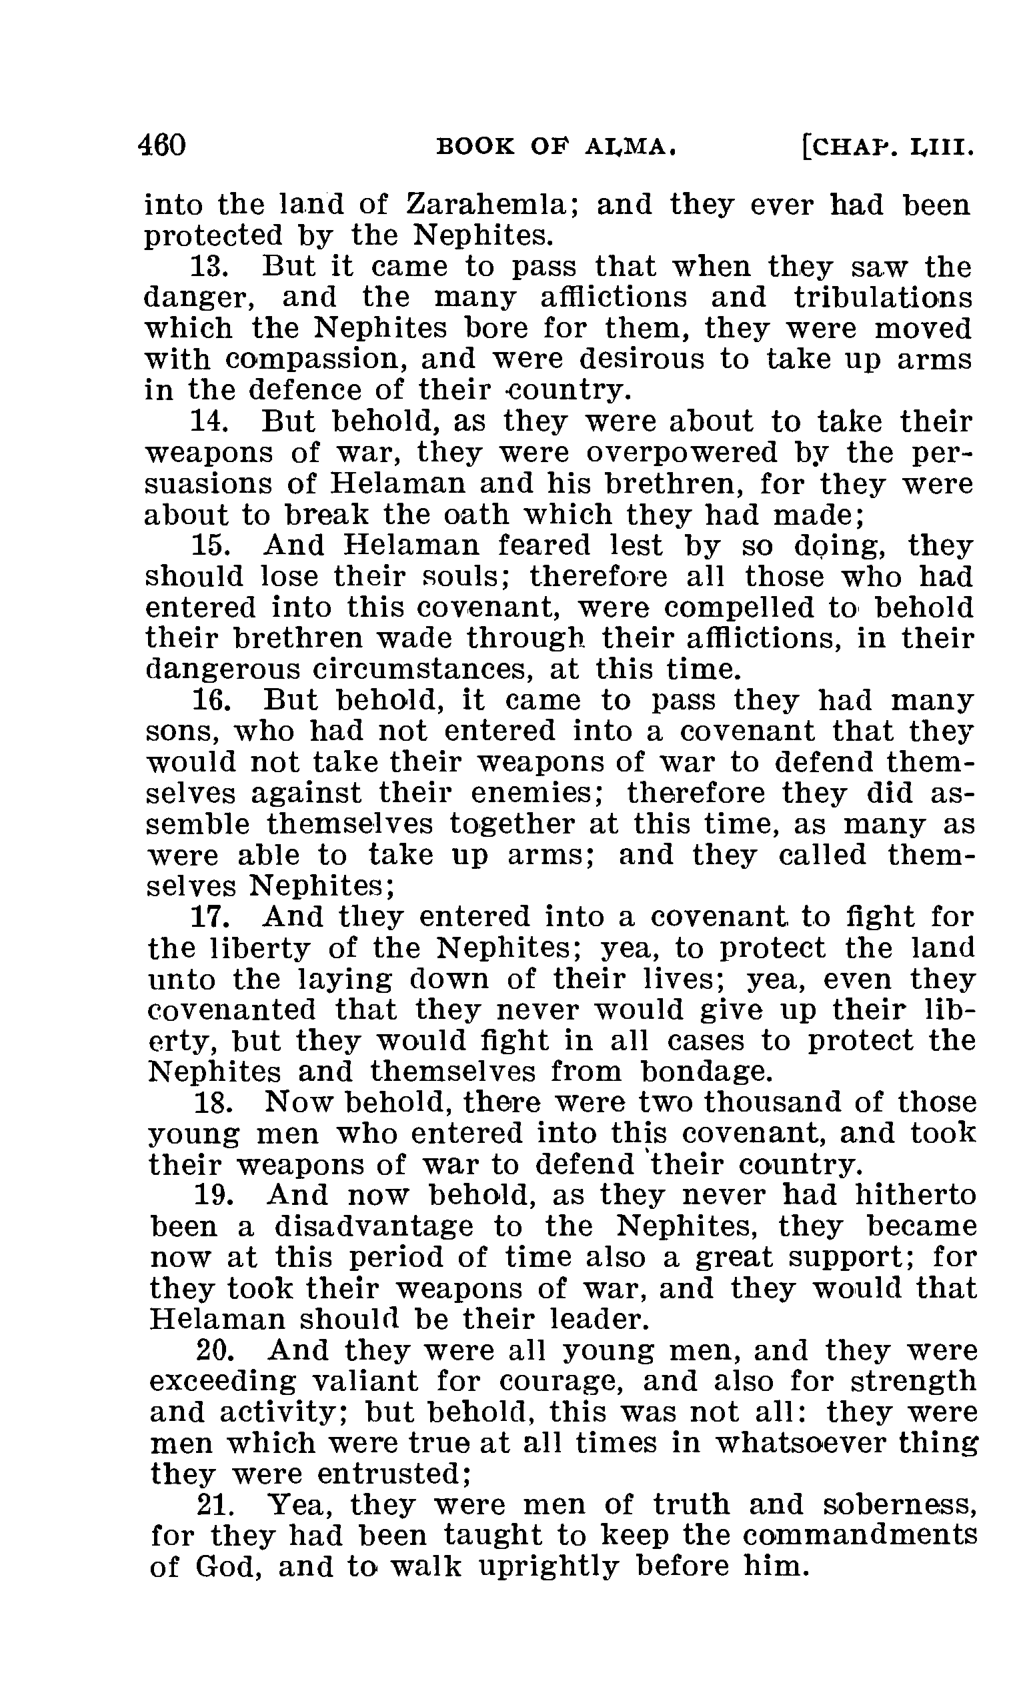 460 BOOK OF ALMA. [CHAP. LIII.
into the land of Zarahemla; and they ever had been
protected by the Nephites.
13. But it came to pass that when they saw the
danger, and the many afflictions and tribulations
which the Nephites bore for them, they were moved
with compassion, and were desirous to take up arms
in the defence of their country.
14. But behold, as they were about to take their
weapons of war, they were overpowered by the per-
suasions of Helaman and his brethren, for they were
about to break the oath which they had made;
15. And Helaman feared lest by so doing, they
should lose their souls; therefore all those who had
entered into this covenant, were compelled to behold
their brethren wade through their afflictions, in their
dangerous circumstances, at this time.
16. But behold, it came to pass they had many
sons, who had not entered into a covenant that they
would not take their weapons of war to defend them-
selves against their enemies; therefore they did as-
semble themselves together at this time, as many as
were able to take up arms; and they called them-
selves Nephites;
17. And they entered into a covenant to fight for
the liberty of the Nephites; yea, to protect the land
unto the laying down of their lives; yea, even they
covenanted that they never would give up their lib-
erty, but they would fight in all cases to protect the
Nephites and themselves from bondage.
18. Now behold, there were two thousand of those
young men who entered into this covenant, and took
their weapons of war to defend their country.
19. And now behold, as they never had hitherto
been a disadvantage to the Nephites, they became
now at this period of time also a great support; for
they took their weapons of war, and they would that
Helaman should be their leader.
20. And they were all young men, and they were
exceeding valiant for courage, and also for strength
and activity; but behold, this was not all: they were
men which were true at all times in whatsoever thing
they were entrusted;
21. Yea, they were men of truth and soberness,
for they had been taught to keep the commandments
of God, and to walk uprightly before him.